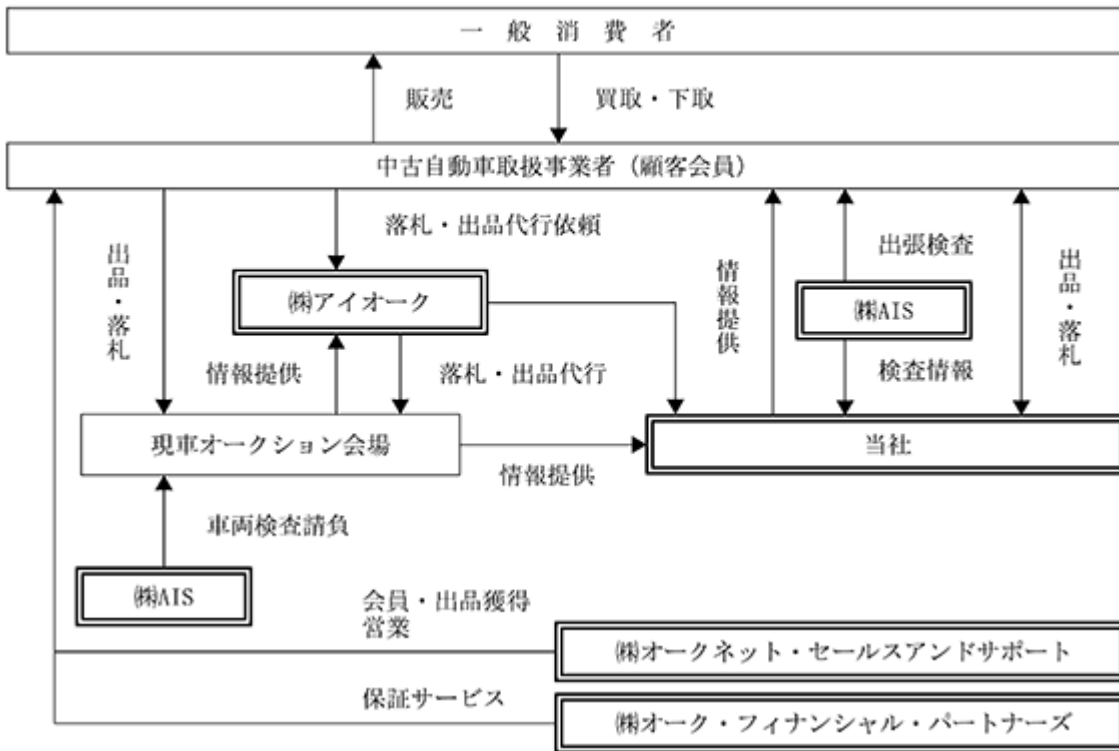 一般消費者
販売
買取・下取
中古自動車取扱事業者（顧客会員）
出品・落札
落札・出品代行依頼
㈱アイオーク
情報提供
落札・出品代行
情報提供
出張検査
㈱AIS
検査情報
出品・落札
現車オークション会場
情報提供
当社
車両検査請負
㈱AIS
会員・出品獲得
営業
㈱オークネット・セールスアンドサポート
保証サービス
㈱オーク・フィナンシャル・パートナーズ